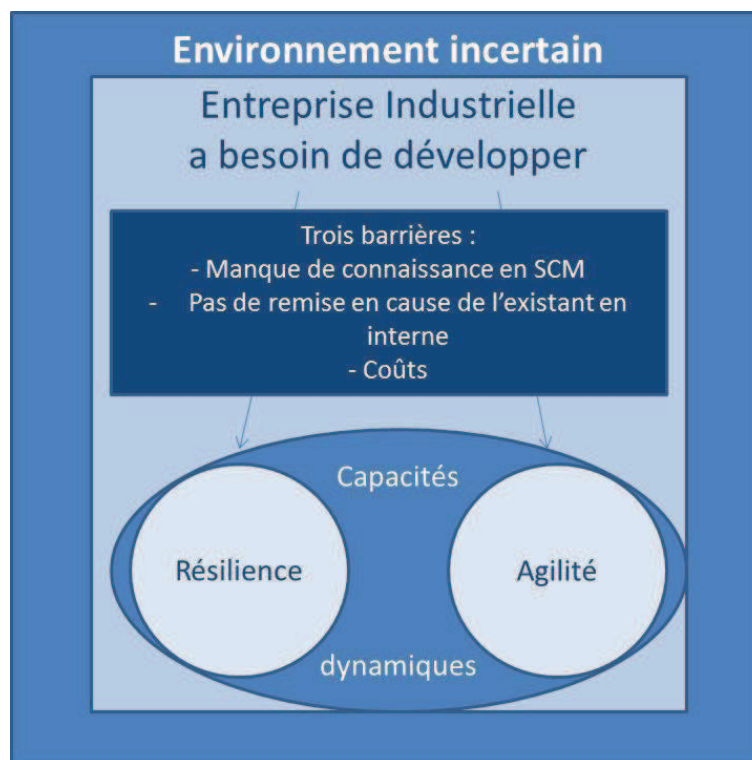 Environnement incertain
Entreprise Industrielle
a besoin de développer
Trois barrières :
- Manque de connaissance en SCM
- Pas de remise en cause de l'existant en
interne
- Coûts
Capacités
Résilience
Agilité
dynamiques